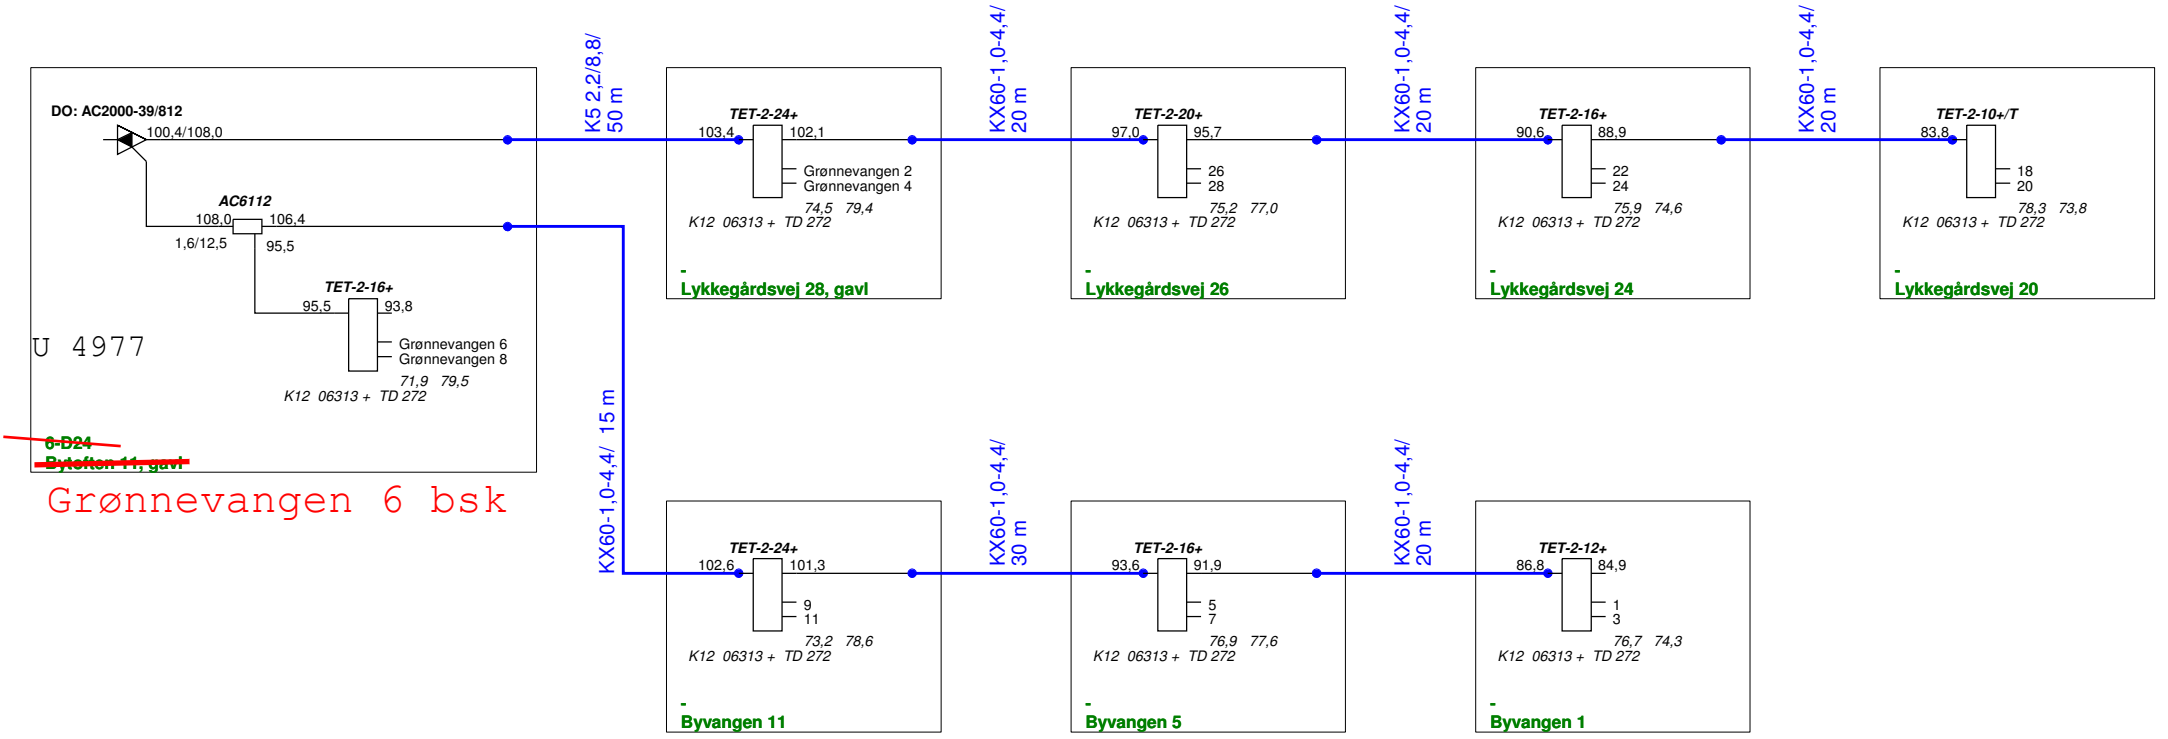 DO: AC2000-39/812
100,4/108,0
AC6112
108,0 106,4
1,6/12,5 95,5
TET-2-16+
95,5 93,8
Grønnevangen 6
Grønnevangen 8
71,9 79,5
K12 06313 + TD 272
U 4977
6-D24
Bytoften 11, gavl
Grønnevangen 6 bsk
K5 2,2/8,8/
50 m
TET-2-24+
103,4 102,1
Grønnevangen 2
Grønnevangen 4
74,5 79,4
K12 06313 + TD 272
-
Lykkegårdsvej 28, gavl
KX60-1,0-4,4/
20 m
TET-2-20+
97,0 95,7
26
28
75,2 77,0
K12 06313 + TD 272
-
Lykkegårdsvej 26
KX60-1,0-4,4/
20 m
TET-2-16+
90,6 88,9
22
24
75,9 74,6
K12 06313 + TD 272
-
Lykkegårdsvej 24
KX60-1,0-4,4/
20 m
TET-2-10+/T
83,8
18
20
78,3 73,8
K12 06313 + TD 272
-
Lykkegårdsvej 20
KX60-1,0-4,4/ 15 m
TET-2-24+
102,6 101,3
9
11
73,2 78,6
K12 06313 + TD 272
-
Byvangen 11
KX60-1,0-4,4/
30 m
TET-2-16+
93,6 91,9
5
7
76,9 77,6
K12 06313 + TD 272
-
Byvangen 5
KX60-1,0-4,4/
20 m
TET-2-12+
86,8 84,9
1
3
76,7 74,3
K12 06313 + TD 272
-
Byvangen 1